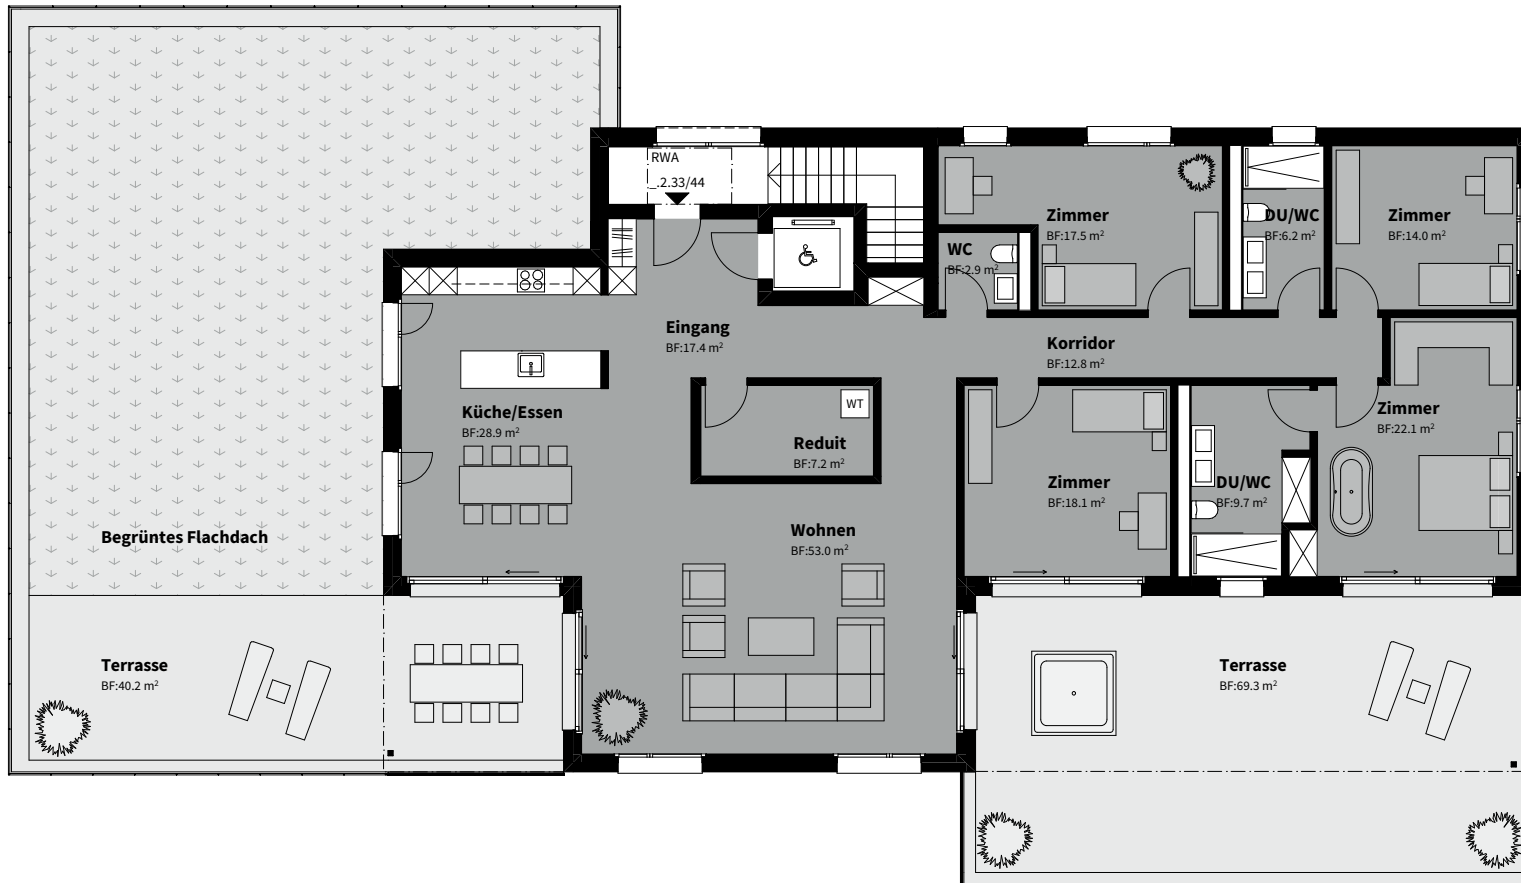 RWA
_.2.33/44
Zimmer
BF:17.5 m²
DU/WC
BF:6.2 m²
Zimmer
BF:14.0 m²
WC
BF:2.9 m²
Eingang
BF:17.4 m²
Korridor
BF:12.8 m²
Küche/Essen
BF:28.9 m²
WT
Reduit
BF:7.2 m²
Zimmer
BF:22.1 m²
Zimmer
BF:18.1 m²
DU/WC
BF:9.7 m²
Begrüntes Flachdach
Wohnen
BF:53.0 m²
Terrasse
BF:40.2 m²
Terrasse
BF:69.3 m²